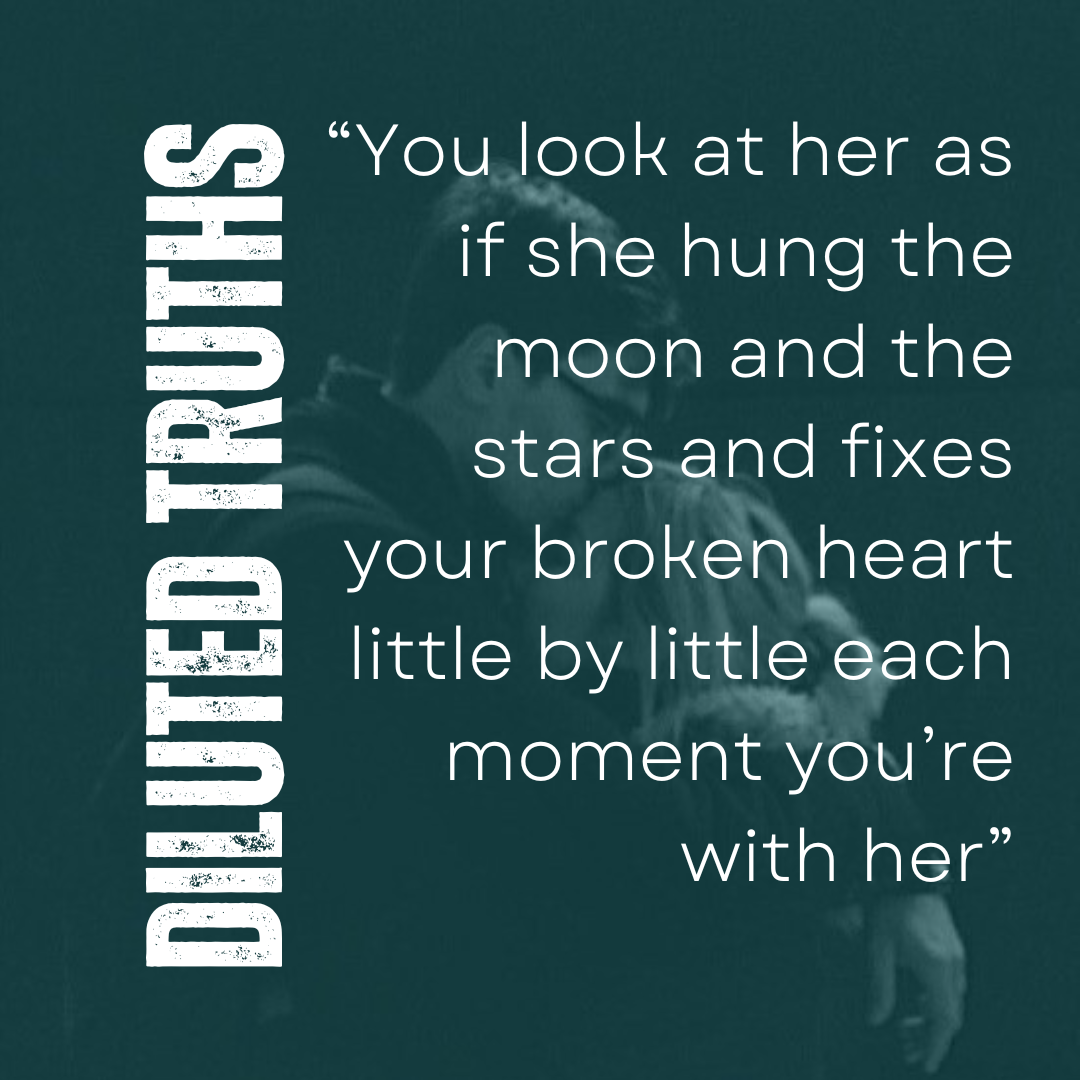 DILUTED TRUTHS
“You look at her as
if she hung the
moon and the
stars and fixes
your broken heart
little by little each
moment you’re
with her”